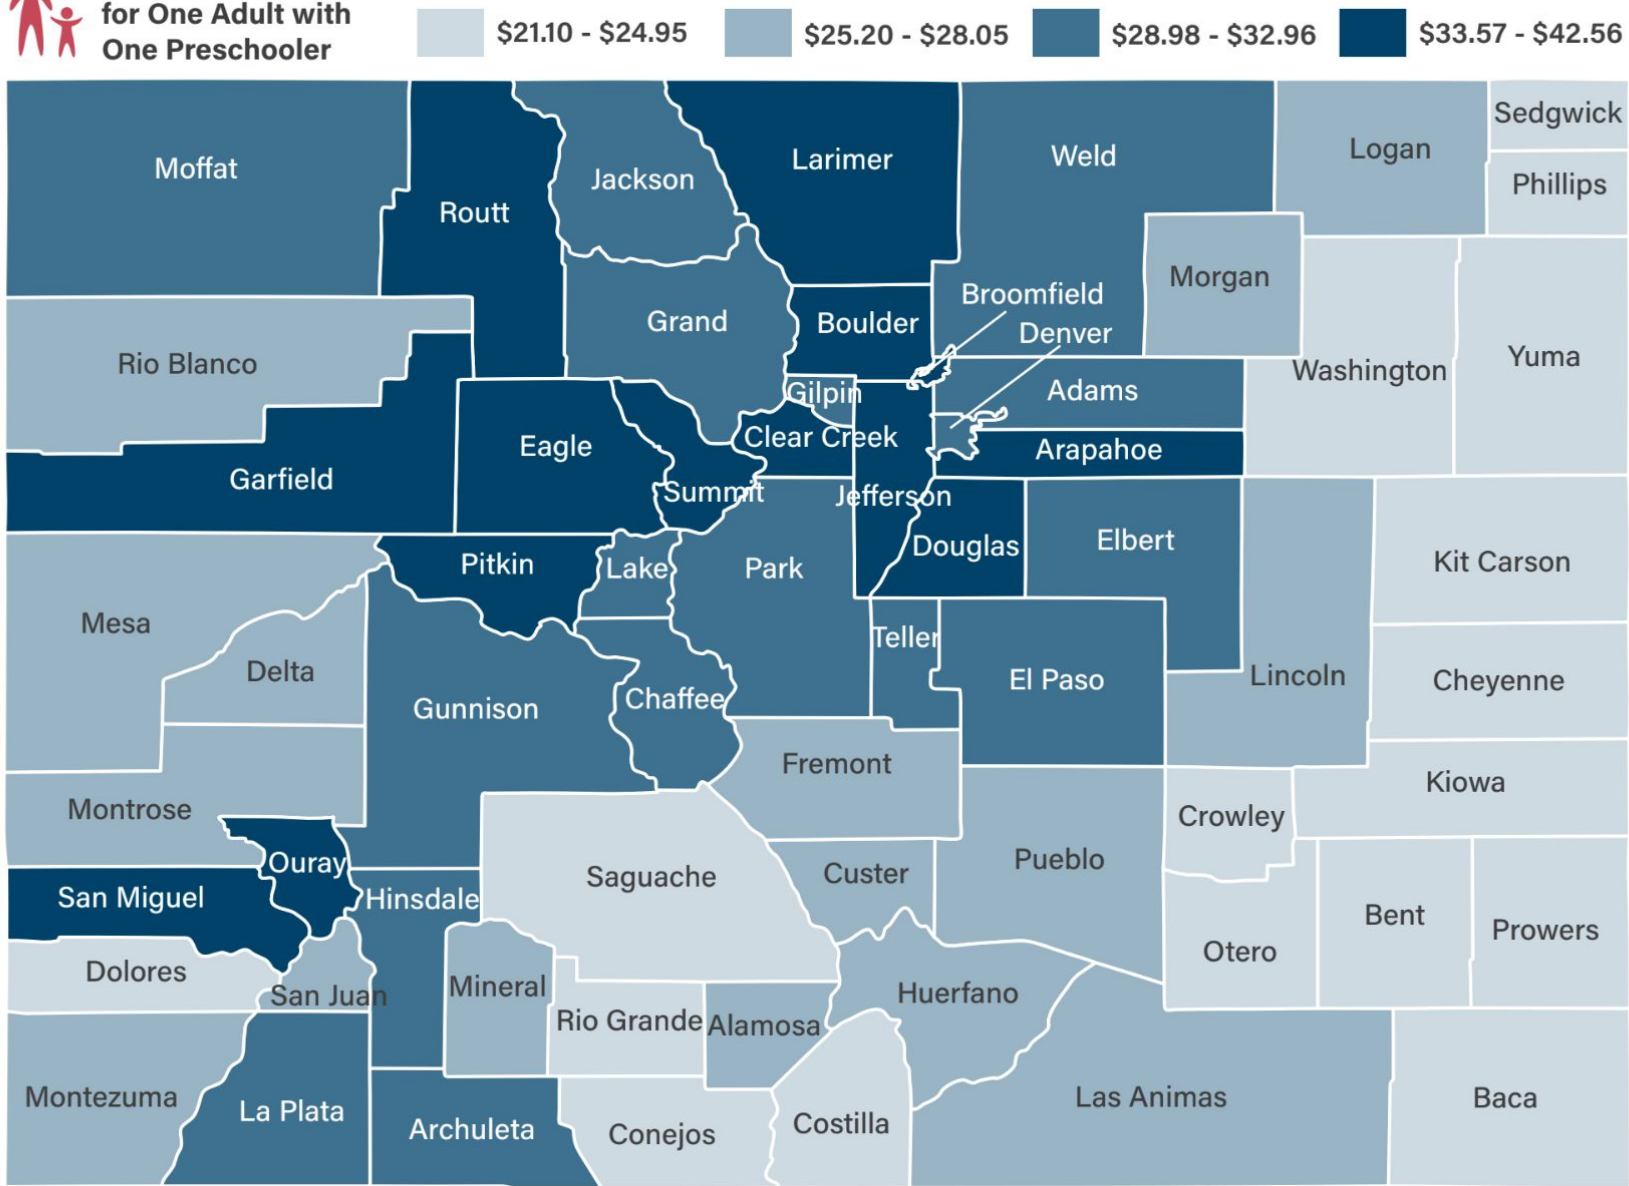 for One Adult with
One Preschooler
$21.10 - $24.95
$25.20 - $28.05
$28.98 - $32.96
$33.57 - $42.56
Sedgwick
Moffat
Jackson
Larimer
Weld
Logan
Phillips
Routt
Morgan
Broomfield
Grand
Boulder
Denver
Rio Blanco
Washington
Yuma
Gilpin
Adams
Clear Creek
Eagle
Arapahoe
Garfield
Summit
Jefferson
Pitkin
Lake
Park
Douglas
Elbert
Kit Carson
Mesa
Teller
Delta
Gunnison
Chaffee
El Paso
Lincoln
Cheyenne
Fremont
Kiowa
Montrose
Crowley
Ouray
Saguache
Custer
Pueblo
San Miguel
Hinsdale
Bent
Prowers
Otero
Dolores
San Juan
Mineral
Huerfano
Rio Grande
Alamosa
Montezuma
La Plata
Archuleta
Conejos
Costilla
Las Animas
Baca